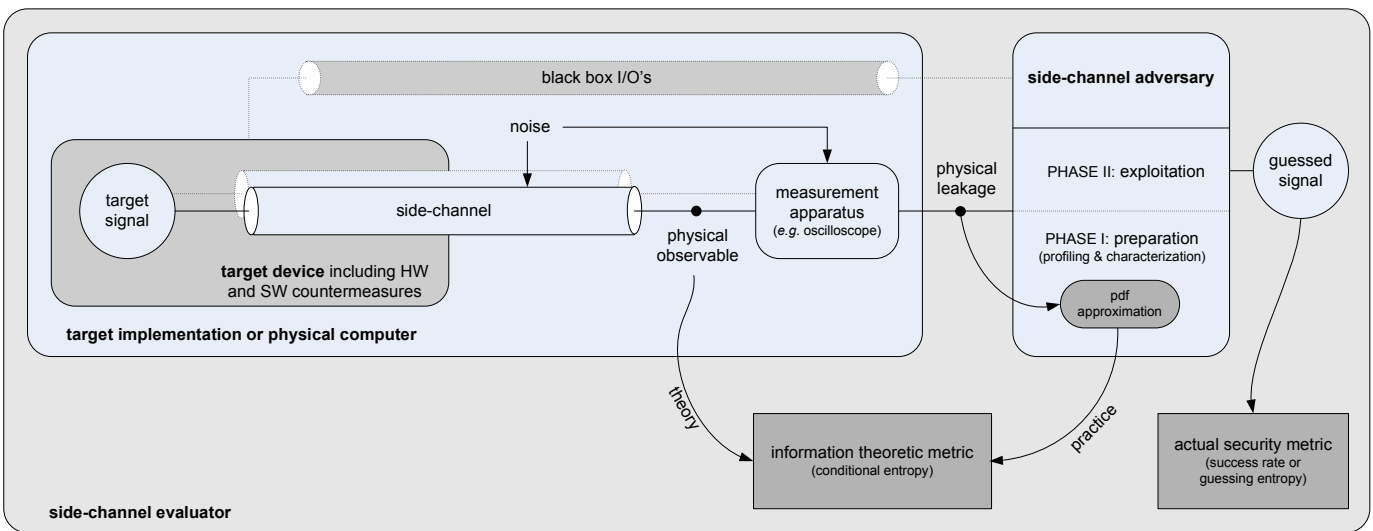 black box I/O's
side-channel adversary
noise
target
signal
side-channel
physical
observable
measurement
apparatus
(e.g. oscilloscope)
physical
leakage
PHASE II: exploitation
guessed
signal
PHASE I: preparation
(profiling & characterization)
pdf
approximation
target device including HW
and SW countermeasures
target implementation or physical computer
theory
practice
information theoretic metric
(conditional entropy)
actual security metric
(success rate or
guessing entropy)
side-channel evaluator